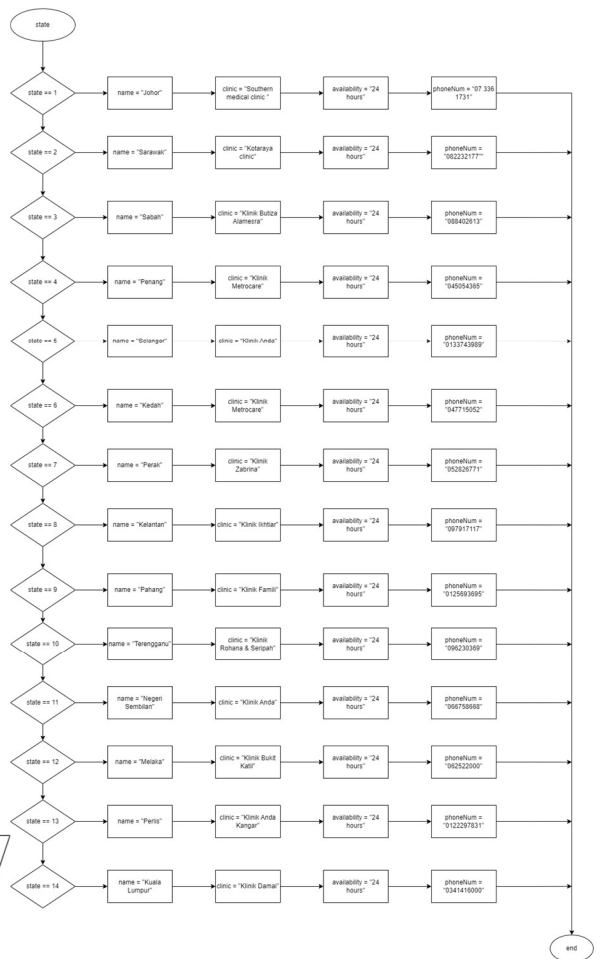 state
state == 1
name = "Johor"
clinic = "Southern
medical clinic "
availability = "24
hours"
phoneNum = "07 336
1731"
state == 2
name = "Sarawak"
clinic = "Kotaraya
clinic"
availability = "24
hours"
phoneNum =
"082232177""
state == 3
name = "Sabah"
clinic = "Klinik Butiza
Alamesra"
availability = "24
hours"
phoneNum =
"088402613"
state == 4
name = "Penang"
clinic = "Klinik
Metrocare"
availability = "24
hours"
phoneNum =
"045054365"
state == 5
name = "Selangor"
clinic = "Klinik Anda"
availability = "24
hours"
phoneNum =
"0133743989"
state == 6
name = "Kedah"
clinic = "Klinik
Metrocare"
availability = "24
hours"
phoneNum =
"047715052"
state == 7
name = "Perak"
clinic = "Klinik
Zabrina"
availability = "24
hours"
phoneNum =
"052826771"
state == 8
name = "Kelantan"
clinic = "Klinik Ikhtiar"
availability = "24
hours"
phoneNum =
"097917117"
state == 9
name = "Pahang"
clinic = "Klinik Famili"
availability = "24
hours"
phoneNum =
"0125693695"
state == 10
name = "Terengganu"
clinic = "Klinik
Rohana & Seripah"
availability = "24
hours"
phoneNum =
"096230369"
state == 11
name = "Negeri
Sembilan"
clinic = "Klinik Anda"
availability = "24
hours"
phoneNum =
"066758668"
state == 12
name = "Melaka"
clinic = "Klinik Bukit
Katil"
availability = "24
hours"
phoneNum =
"062522000"
state == 13
name = "Perlis"
clinic = "Klinik Anda
Kangar"
availability = "24
hours"
phoneNum =
"0122297831"
state == 14
name = "Kuala
Lumpur"
clinic = "Klinik Damai"
availability = "24
hours"
phoneNum =
"0341416000"
end